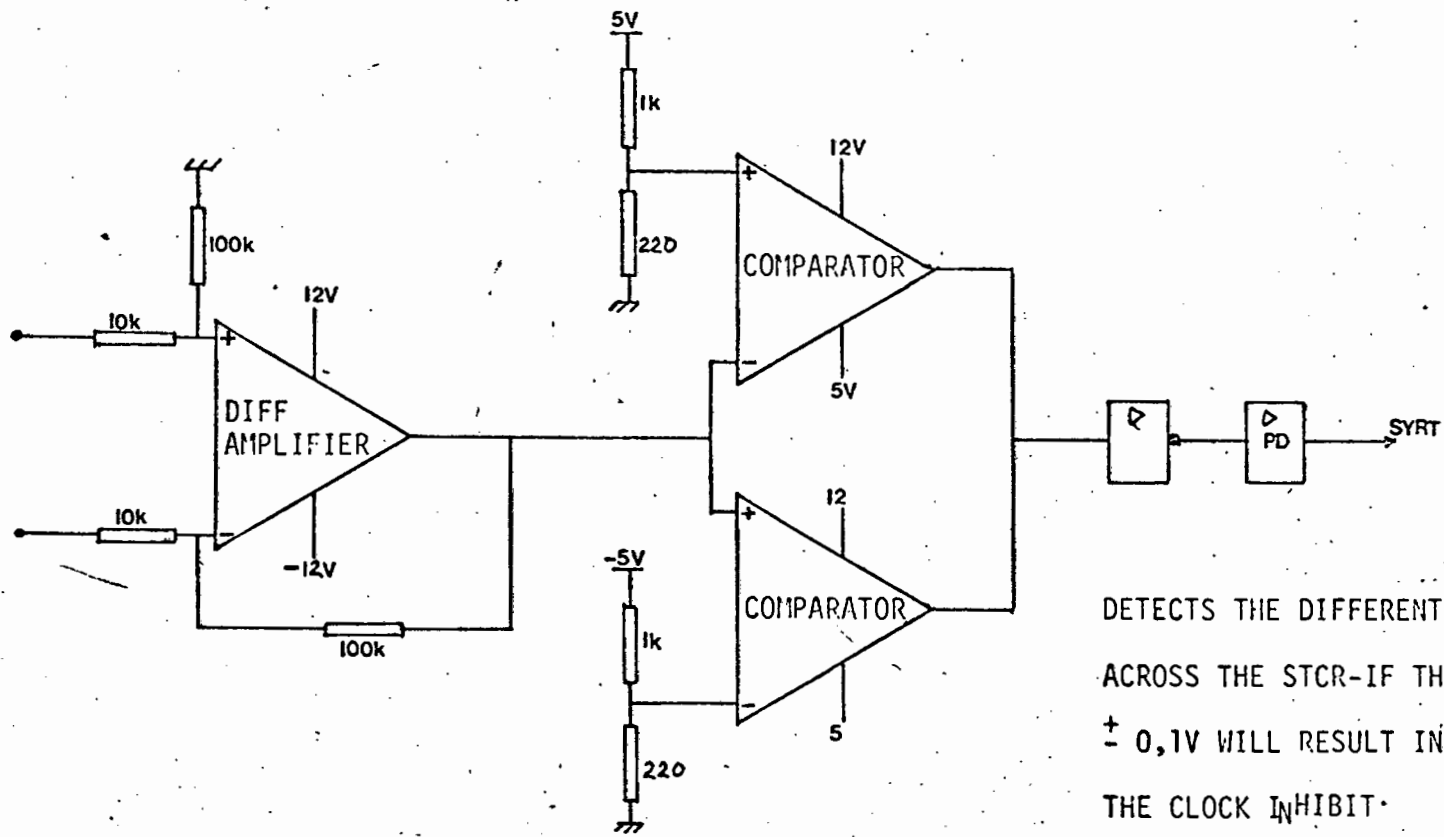 5V
1k
220
12V
+
COMPARATOR
-
5V
100k
10k
+
12V
DIFF
AMPLIFIER
10k
-
-12V
100k
-5V
1k
220
12
+
COMPARATOR
-
5
PD
SYRT
DETECTS THE DIFFERENT
ACROSS THE STCR-IF TH
± 0,1V WILL RESULT IN
THE CLOCK INHIBIT.